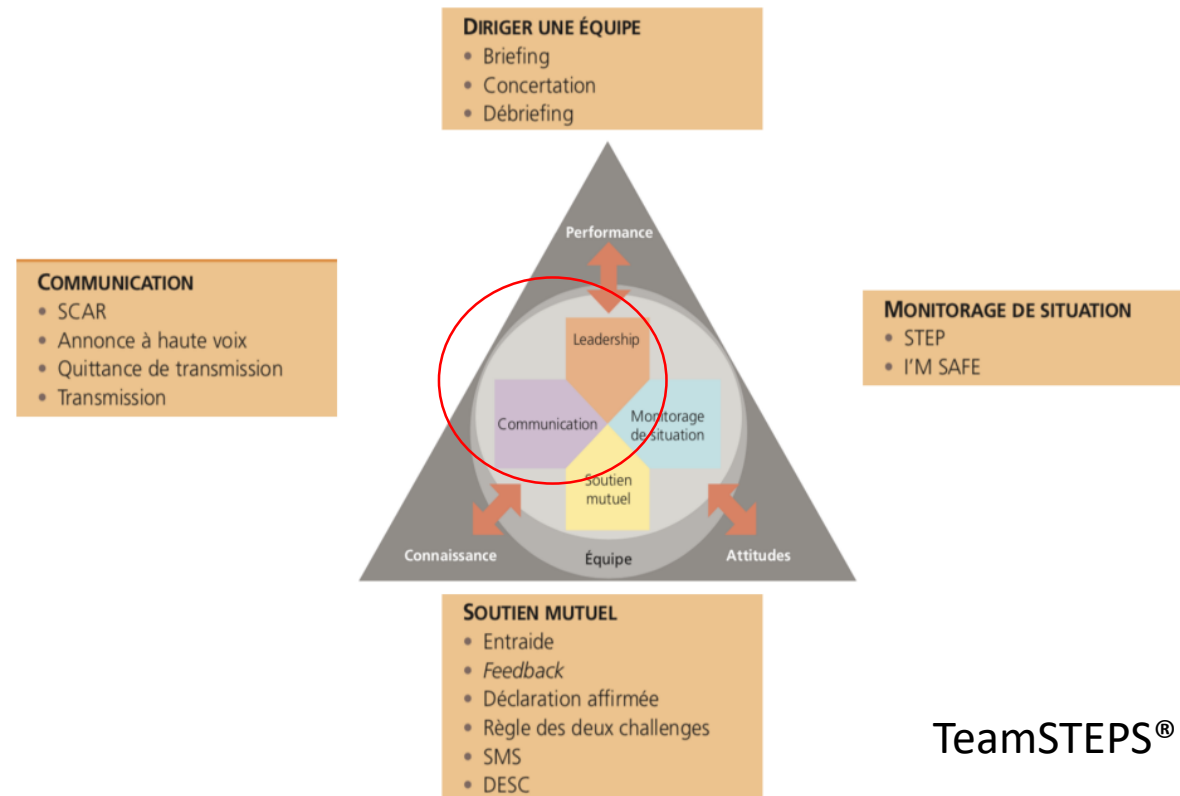 DIRIGER UNE ÉQUIPE
• Briefing
• Concertation
• Débriefing
Performance
COMMUNICATION
• SCAR
• Annonce à haute voix
• Quittance de transmission
• Transmission
MONITORAGE DE SITUATION
• STEP
• I'M SAFE
Leadership
Communication
Monitorage
de situation
Soutien
mutuel
Connaissance
Équipe
Attitudes
SOUTIEN MUTUEL
• Entraide
• Feedback
• Déclaration affirmée
• Règle des deux challenges
• SMS
• DESC
TeamSTEPS®